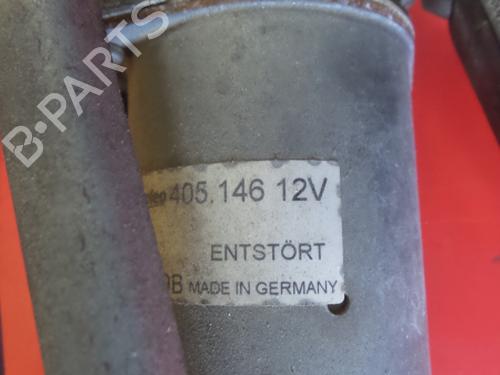 B-PARTS
405.146 12V
ENTSTÖRT
MADE IN GERMANY